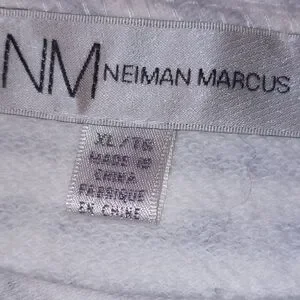 NM NEIMAN MARCUS
XL/TG
MADE IN
CHINA
FABRIQUE
EN CHINE